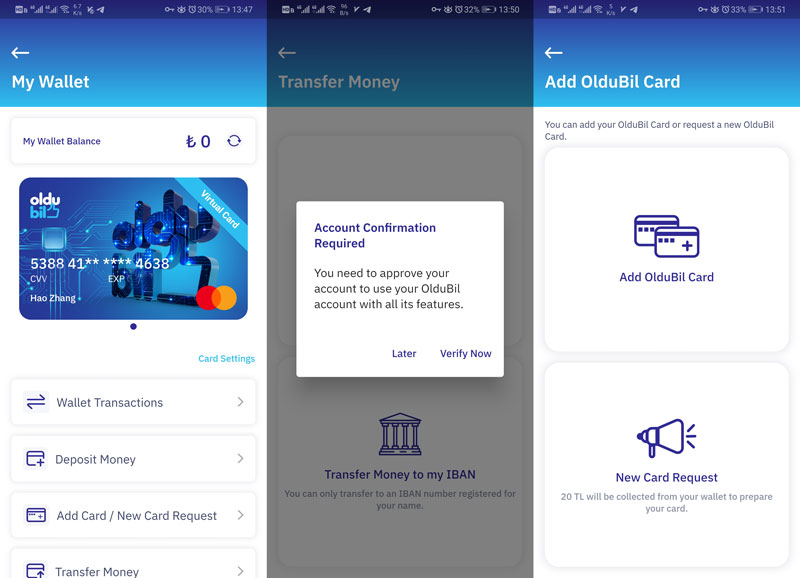 6.7
K/s
30%
13:47
My Wallet
My Wallet Balance
₺ 0
oldu
bil
Virtual Card
5388 41** **** 4638
CVV
EXP
Hao Zhang
Card Settings
Wallet Transactions
Deposit Money
Add Card / New Card Request
Transfer Money
96
B/s
32%
13:50
Transfer Money
Account Confirmation
Required
You need to approve your
account to use your OlduBil
account with all its features.
Later
Verify Now
Transfer Money to my IBAN
You can only transfer to an IBAN number registered for
your name.
5
K/s
33%
13:51
Add OlduBil Card
You can add your OlduBil Card or request a new OlduBil
Card.
Add OlduBil Card
New Card Request
20 TL will be collected from your wallet to prepare
your card.